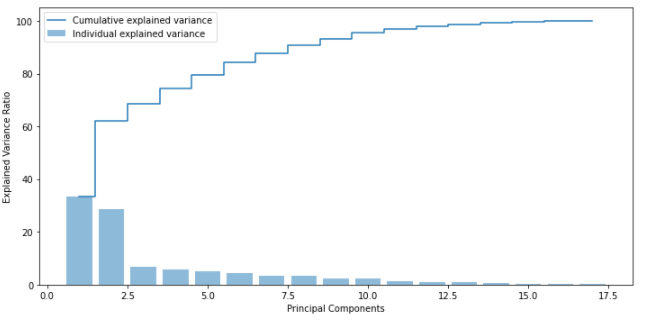 Cumulative explained variance
Individual explained variance
Explained Variance Ratio
100
80
60
40
20
0
0.0 2.5 5.0 7.5 10.0 12.5 15.0 17.5
Principal Components